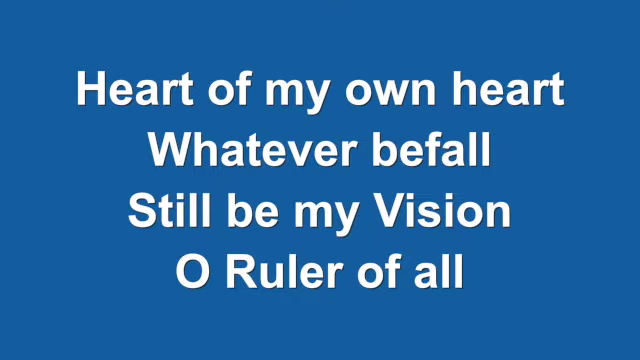 Heart of my own heart
Whatever befall
Still be my Vision
O Ruler of all